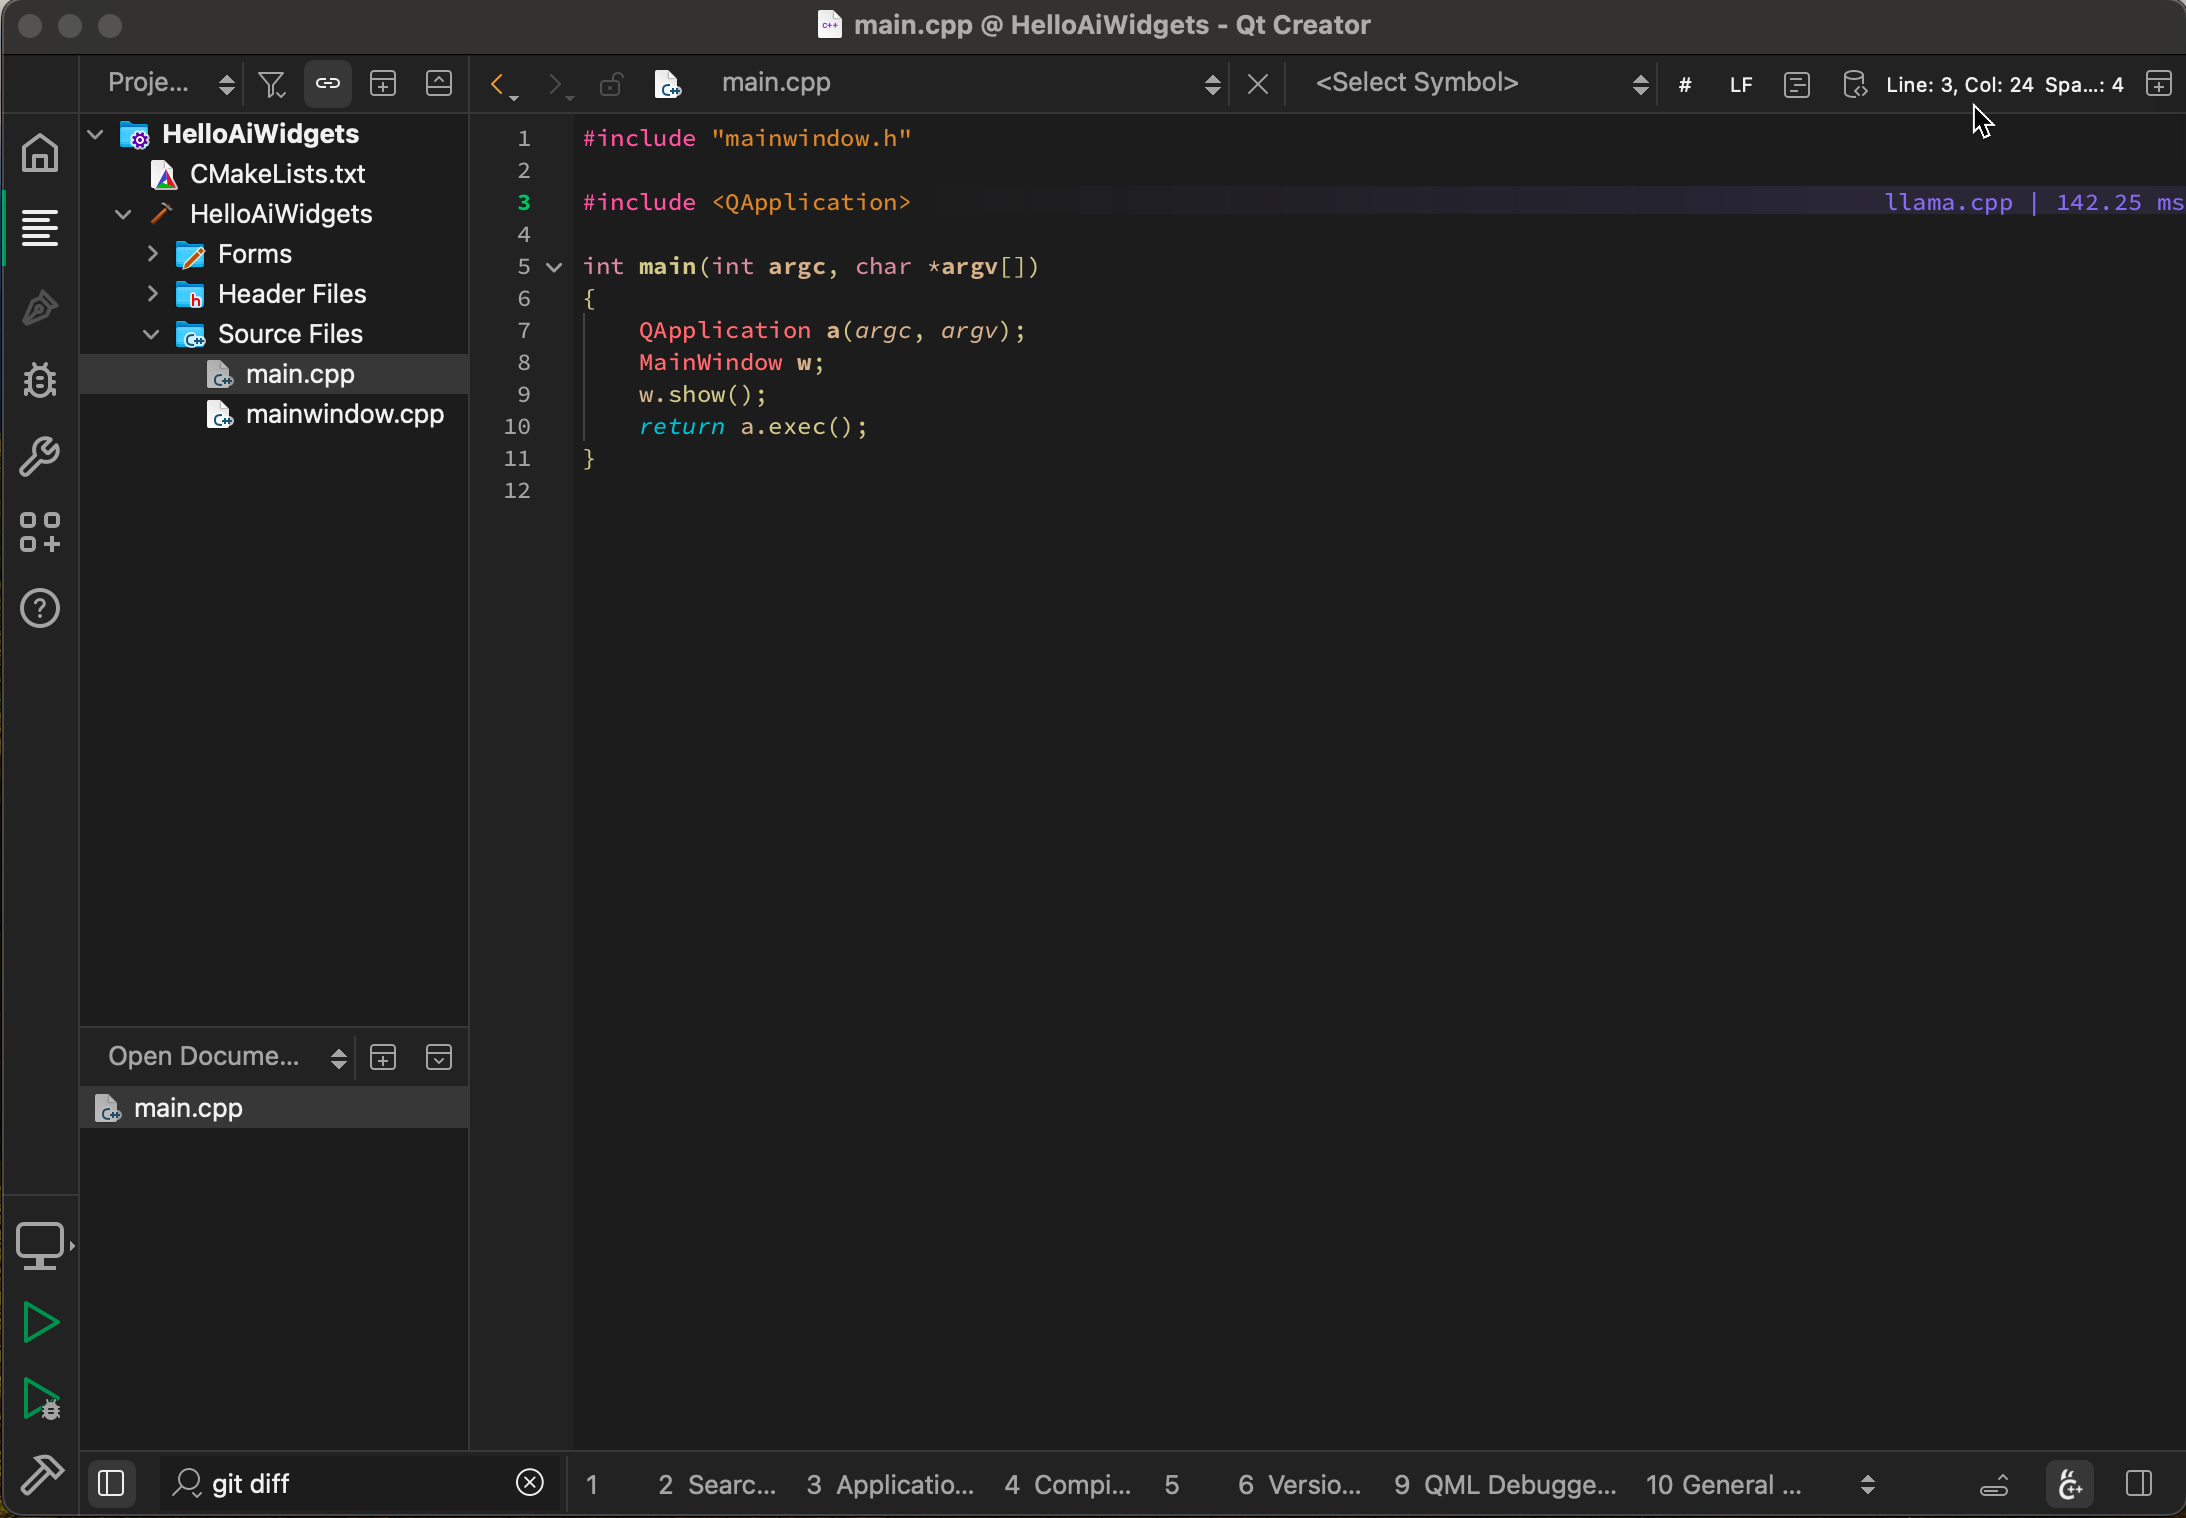 main.cpp @ HelloAiWidgets - Qt Creator
Proje...
main.cpp
<Select Symbol>
#
LF
Line: 3, Col: 24
Spa...: 4
HelloAiWidgets
CMakeLists.txt
HelloAiWidgets
Forms
Header Files
Source Files
main.cpp
mainwindow.cpp
1 #include "mainwindow.h"
2
3 #include <QApplication> llama.cpp | 142.25 ms
4
5 int main(int argc, char *argv[])
6 {
7 QApplication a(argc, argv);
8 MainWindow w;
9 w.show();
10 return a.exec();
11 }
12
Open Docume...
main.cpp
git diff
1
2 Searc...
3 Applicatio...
4 Compi...
5
6 Versio...
9 QML Debugge...
10 General ...